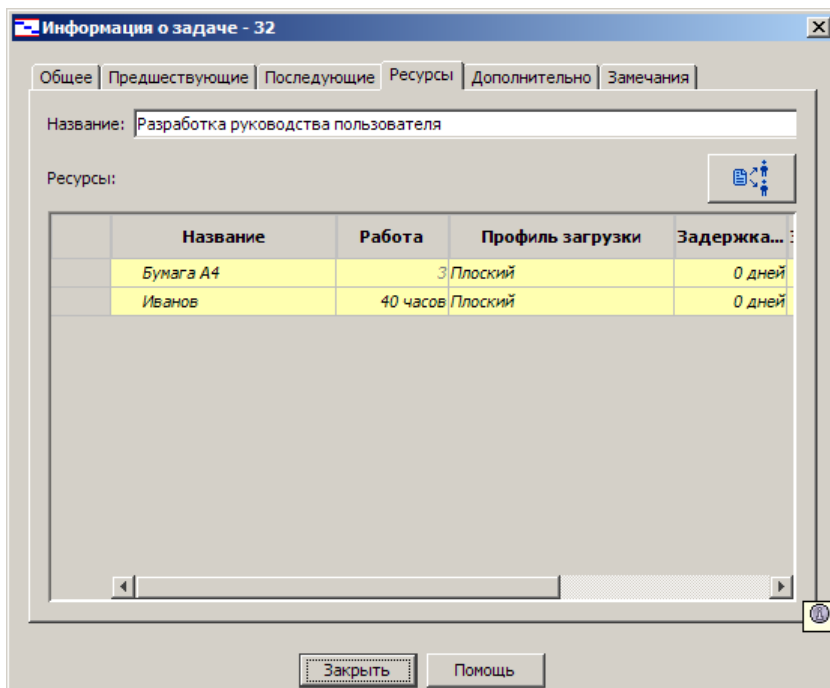 Информация о задаче - 32
Общее Предшествующие Последующие Ресурсы Дополнительно Замечания
Название: Разработка руководства пользователя
Ресурсы:
Название Работа Профиль загрузки Задержка...
Бумага А4 3 Плоский 0 дней
Иванов 40 часов Плоский 0 дней
Закрыть Помощь